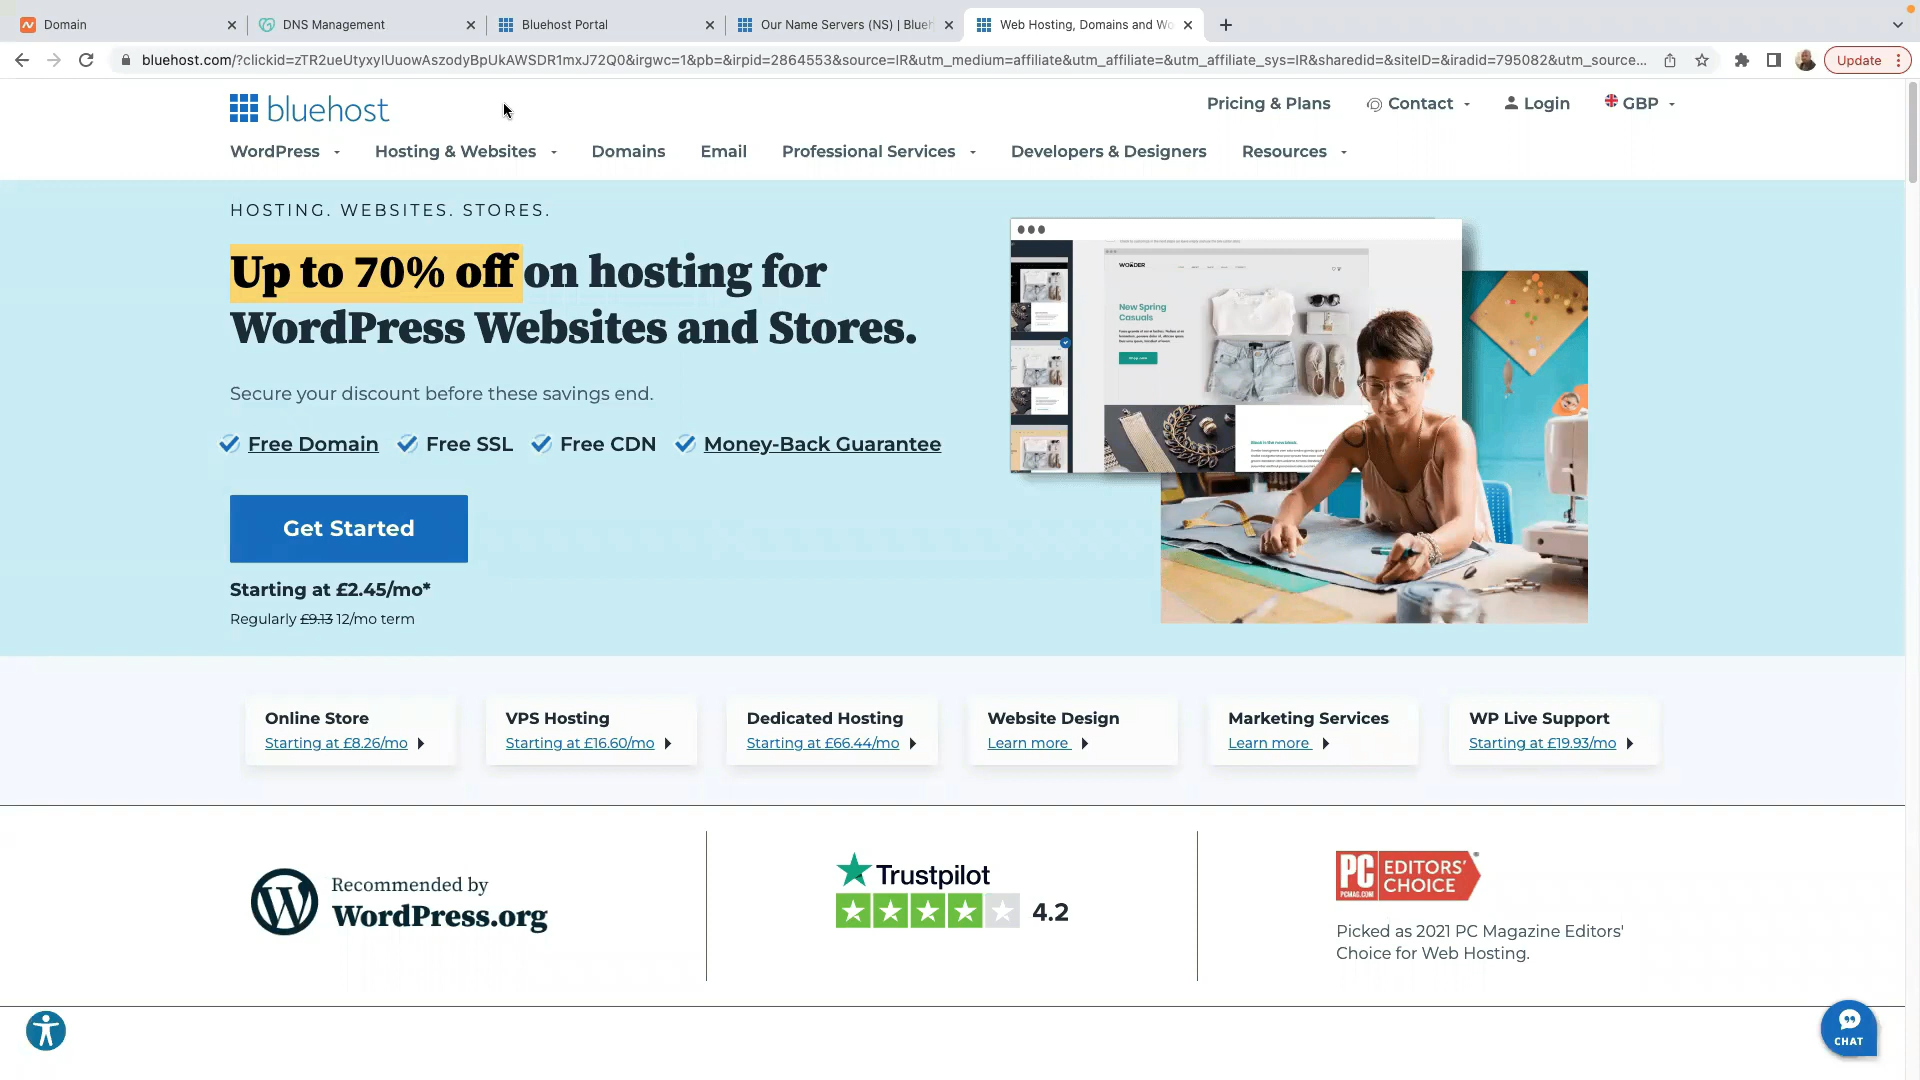 Domain
DNS Management
Bluehost Portal
Our Name Servers (NS) | Blueh
Web Hosting, Domains and Wo
bluehost.com/?clickid=zTR2ueUtyxyIUuowAszodyBpUkAWSDR1mxJ72Q0&irgwc=1&pb=&irpid=2864553&source=IR&utm_medium=affiliate&utm_affiliate=&utm_affiliate_sys=IR&sharedid=&siteID=&iradid=795082&utm_source...
Update
bluehost
Pricing & Plans
Contact
Login
GBP
WordPress
Hosting & Websites
Domains
Email
Professional Services
Developers & Designers
Resources
HOSTING. WEBSITES. STORES.
Up to 70% off on hosting for
WordPress Websites and Stores.
Secure your discount before these savings end.
Free Domain
Free SSL
Free CDN
Money-Back Guarantee
Get Started
Starting at £2.45/mo*
Regularly £9.13 12/mo term
New Spring
Casuals
Online Store
Starting at £8.26/mo
VPS Hosting
Starting at £16.60/mo
Dedicated Hosting
Starting at £66.44/mo
Website Design
Learn more
Marketing Services
Learn more
WP Live Support
Starting at £19.93/mo
Recommended by
WordPress.org
Trustpilot
4.2
PC
PCMAG.COM
EDITORS'
CHOICE
Picked as 2021 PC Magazine Editors'
Choice for Web Hosting.
CHAT